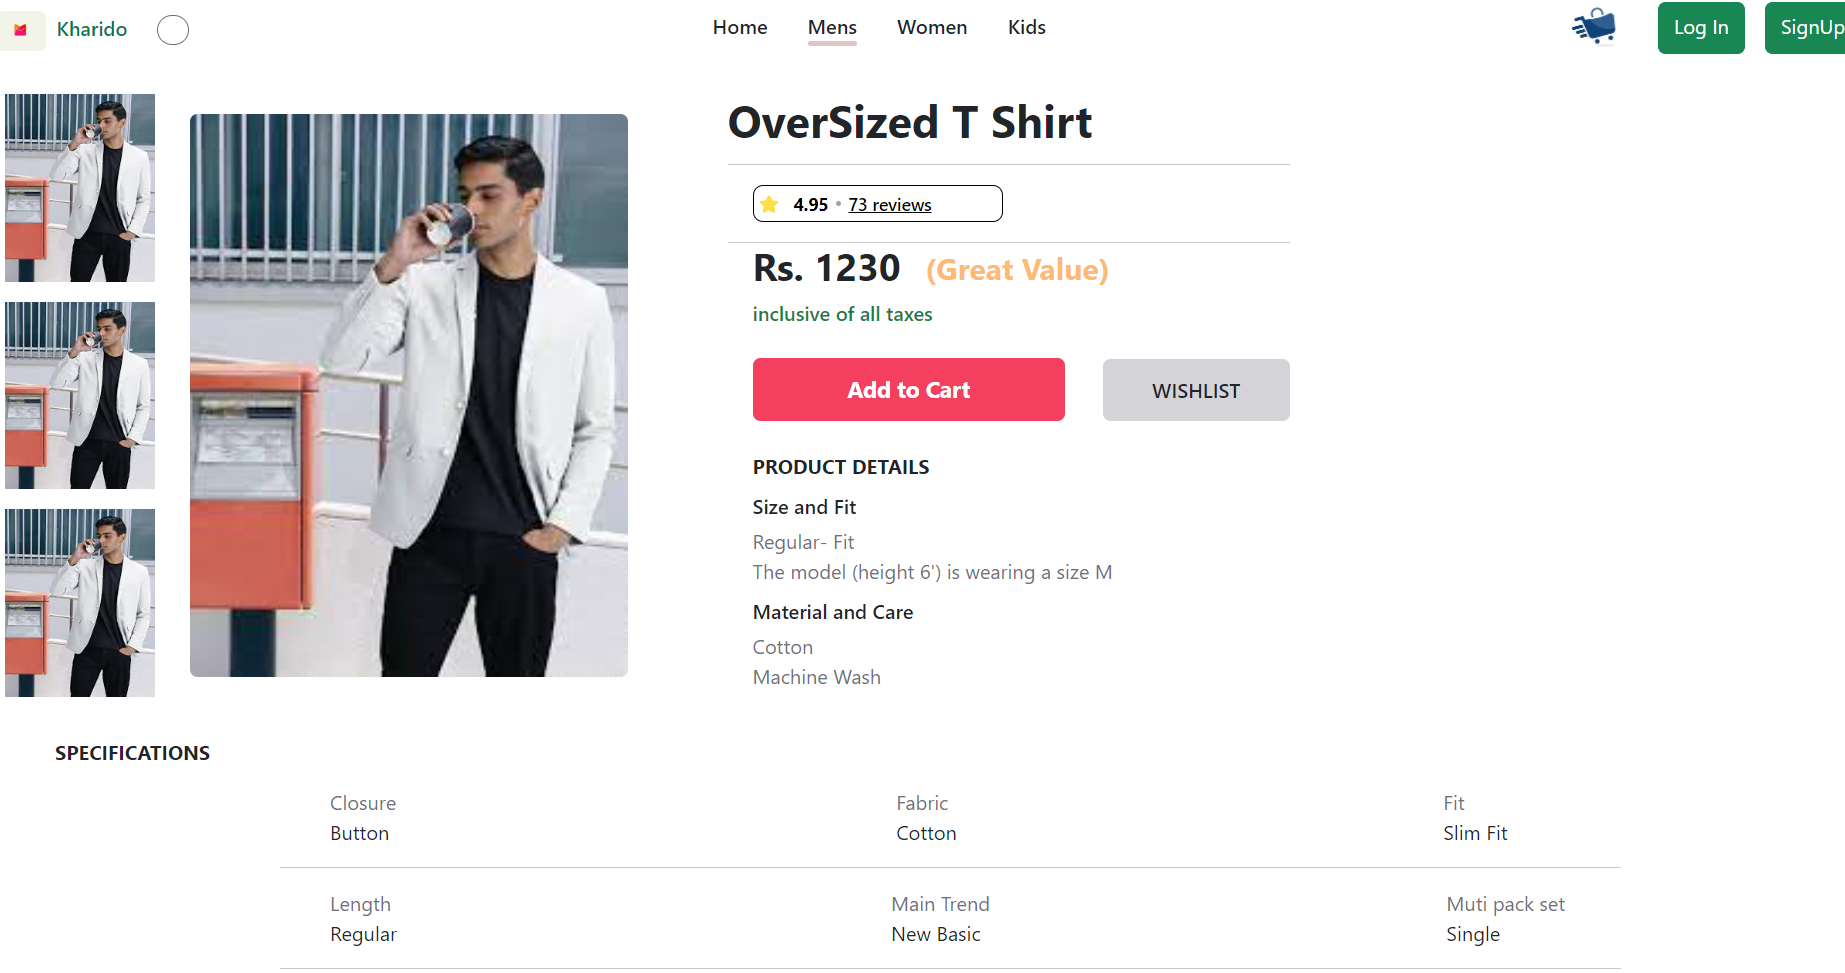 Kharido
Home Mens Women Kids
Log In SignUp
OverSized T Shirt
4.95 • 73 reviews
Rs. 1230 (Great Value)
inclusive of all taxes
Add to Cart WISHLIST
PRODUCT DETAILS
Size and Fit
Regular- Fit
The model (height 6') is wearing a size M
Material and Care
Cotton
Machine Wash
SPECIFICATIONS
Closure Fabric Fit
Button Cotton Slim Fit
Length Main Trend Muti pack set
Regular New Basic Single